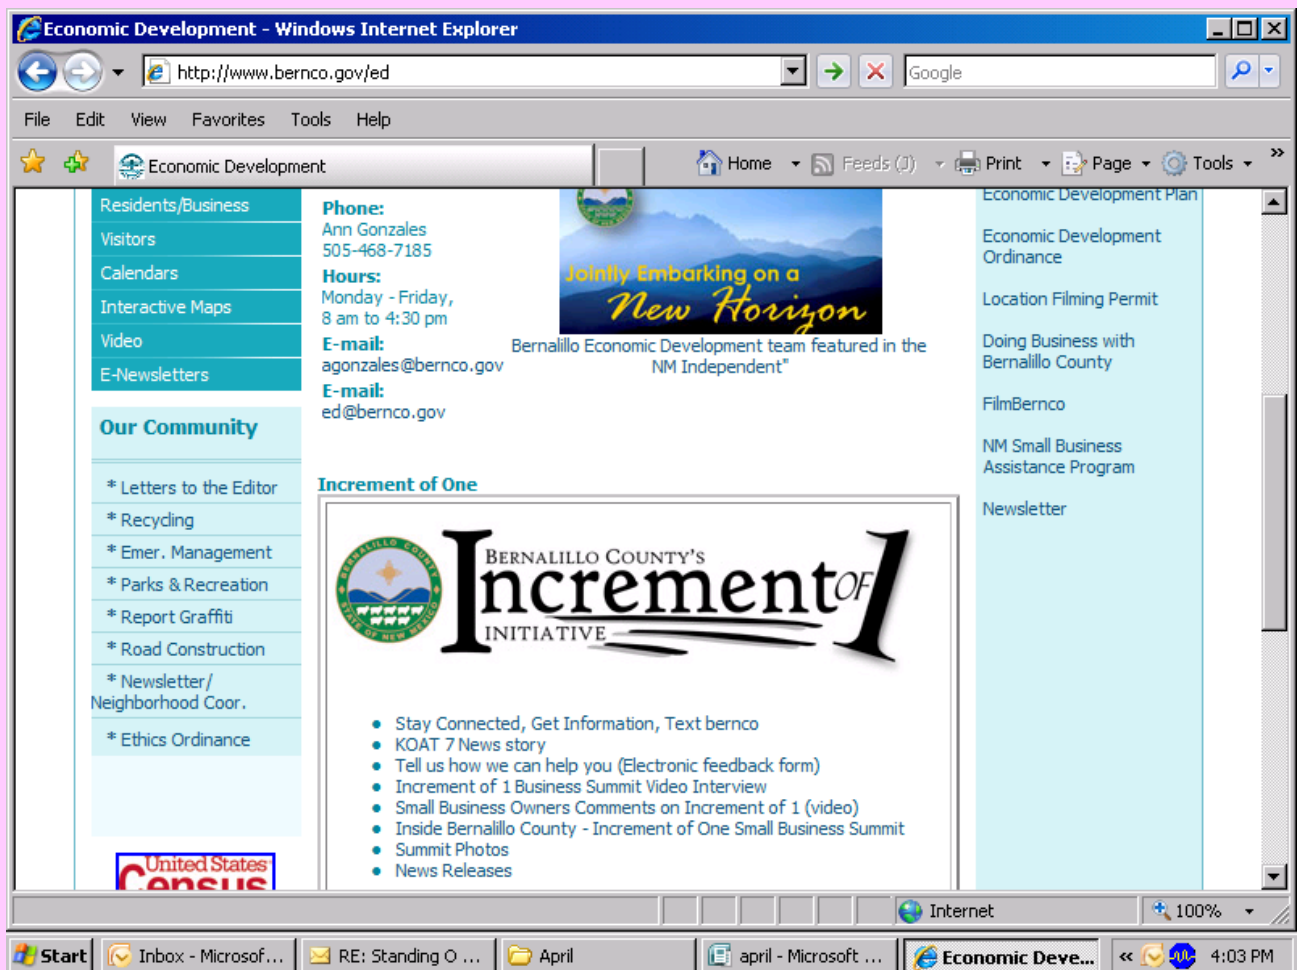 Economic Development - Windows Internet Explorer
http://www.bernco.gov/ed
Google
File Edit View Favorites Tools Help
Economic Development
Home Feeds (J) Print Page Tools »
Residents/Business
Visitors
Calendars
Interactive Maps
Video
E-Newsletters
Our Community
* Letters to the Editor
* Recycling
* Emer. Management
* Parks & Recreation
* Report Graffiti
* Road Construction
* Newsletter/
Neighborhood Coor.
* Ethics Ordinance
United States
Census
Phone:
Ann Gonzales
505-468-7185
Hours:
Monday - Friday,
8 am to 4:30 pm
E-mail:
agonzales@bernco.gov
E-mail:
ed@bernco.gov
Jointly Embarking on a
New Horizon
Bernalillo Economic Development team featured in the
NM Independent"
Increment of One
BERNALILLO COUNTY
STATE OF NEW MEXICO
BERNALILLO COUNTY'S
Increment OF 1
INITIATIVE
• Stay Connected, Get Information, Text bernco
• KOAT 7 News story
• Tell us how we can help you (Electronic feedback form)
• Increment of 1 Business Summit Video Interview
• Small Business Owners Comments on Increment of 1 (video)
• Inside Bernalillo County - Increment of One Small Business Summit
• Summit Photos
• News Releases
Economic Development Plan
Economic Development
Ordinance
Location Filming Permit
Doing Business with
Bernalillo County
FilmBernco
NM Small Business
Assistance Program
Newsletter
Internet
100%
Start
Inbox - Microsof...
RE: Standing O ...
April
april - Microsoft ...
Economic Deve...
« 4:03 PM